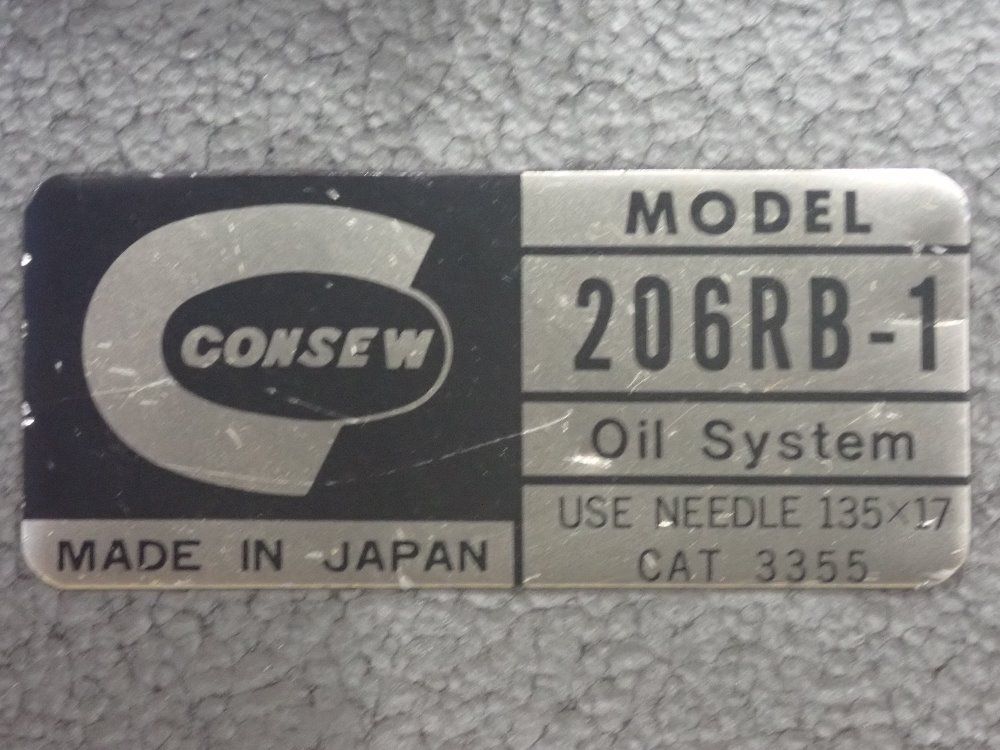 CONSEW
MADE IN JAPAN
MODEL
206RB-1
Oil System
USE NEEDLE 135×17
CAT 3355